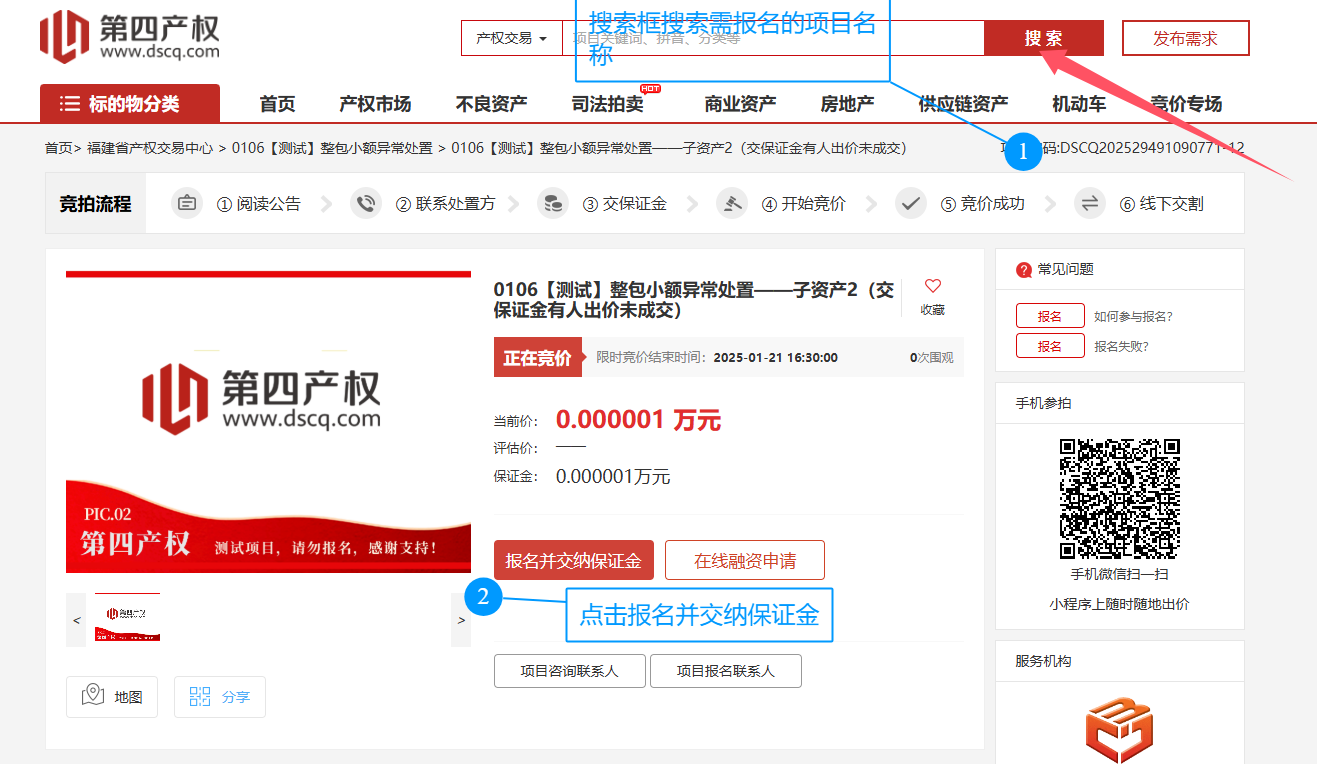 第四产权
www.dscq.com
产权交易
项目关键词、拼音、分类等
搜索框搜索需报名的项目名
称
搜 索
发布需求
标的物分类
首页
产权市场
不良资产
司法拍卖
HOT
商业资产
房地产
供应链资产
机动车
竞价专场
首页> 福建省产权交易中心 > 0106【测试】整包小额异常处置 > 0106【测试】整包小额异常处置——子资产2（交保证金有人出价未成交）
码:DSCQ20252949109077
1-12
1
竞拍流程
① 阅读公告
② 联系处置方
③ 交保证金
④ 开始竞价
⑤ 竞价成功
⑥ 线下交割
第四产权
www.dscq.com
PIC.02
第四产权
测试项目，请勿报名，感谢支持！
0106【测试】整包小额异常处置——子资产2（交
保证金有人出价未成交）
收藏
正在竞价
限时竞价结束时间：2025-01-21 16:30:00
0次围观
当前价： 0.000001 万元
评估价： ——
保证金： 0.000001万元
报名并交纳保证金
在线融资申请
2
点击报名并交纳保证金
项目咨询联系人
项目报名联系人
<
>
地图
分享
常见问题
报名 如何参与报名?
报名 报名失败?
手机参拍
手机微信扫一扫
小程序上随时随地出价
服务机构